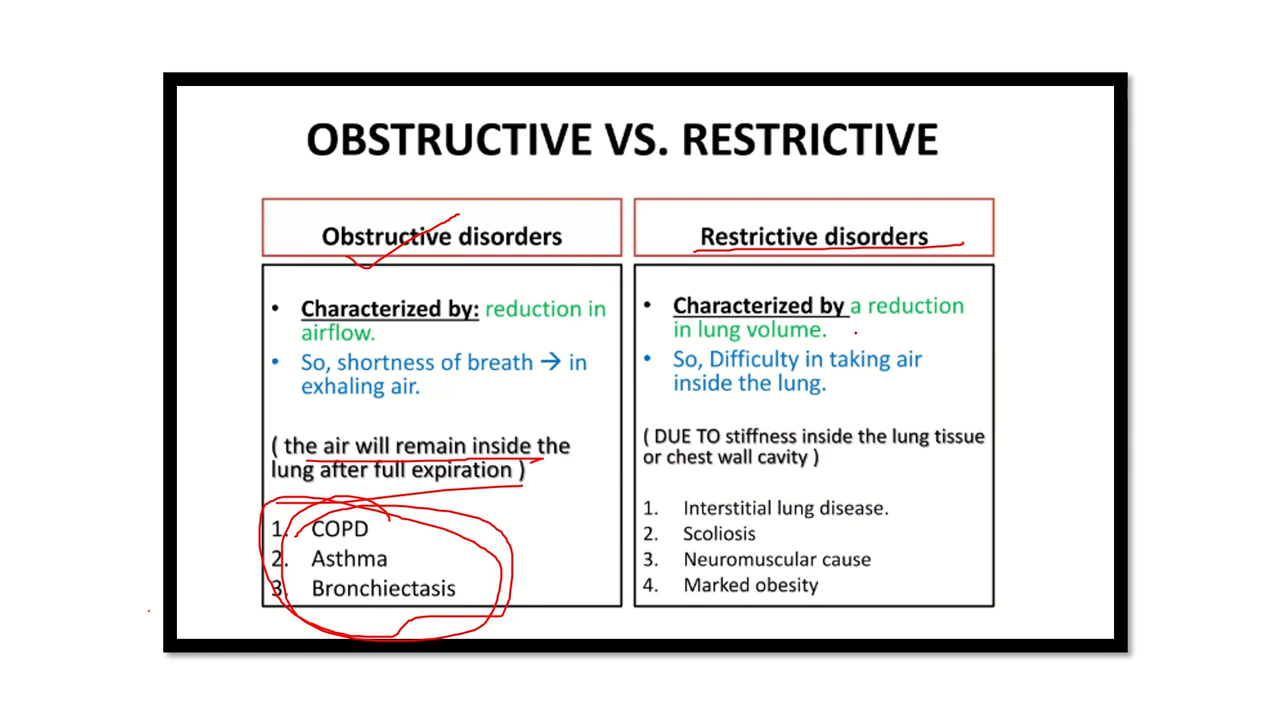 OBSTRUCTIVE VS. RESTRICTIVE
Obstructive disorders
• Characterized by: reduction in
airflow.
• So, shortness of breath → in
exhaling air.
( the air will remain inside the
lung after full expiration )
1. COPD
2. Asthma
3. Bronchiectasis
Restrictive disorders
• Characterized by a reduction
in lung volume.
• So, Difficulty in taking air
inside the lung.
( DUE TO stiffness inside the lung tissue
or chest wall cavity )
1. Interstitial lung disease.
2. Scoliosis
3. Neuromuscular cause
4. Marked obesity